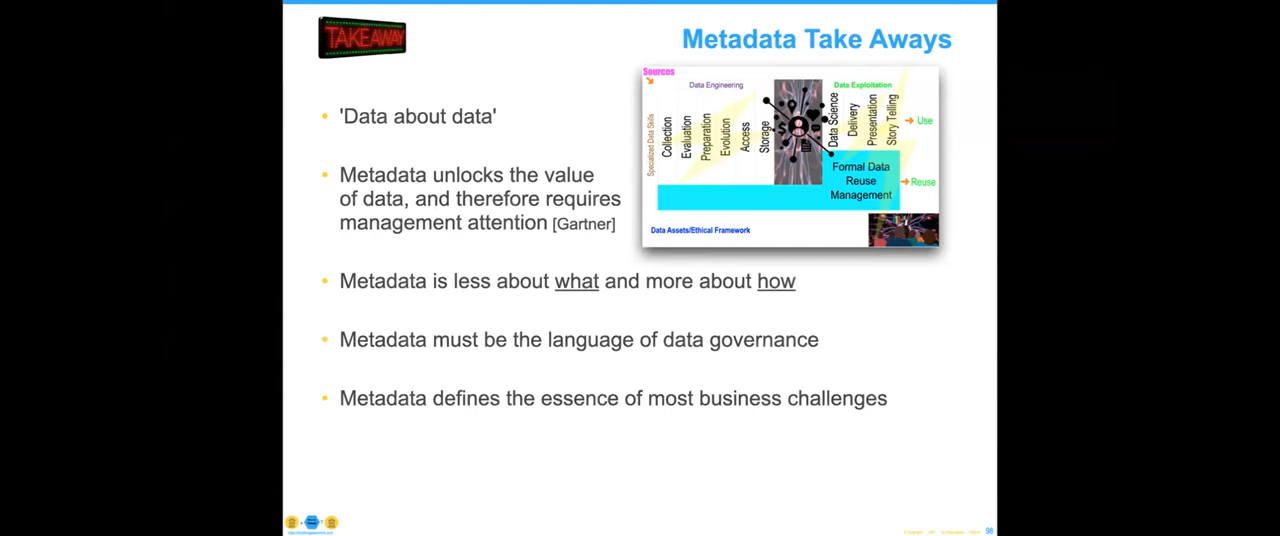 TAKEAWAY
Metadata Take Aways
Sources
Data Engineering
Data Exploitation
Specialized Data Skills
Collection
Evaluation
Preparation
Evolution
Access
Storage
Data Science
Delivery
Presentation
Story Telling
Use
Formal Data
Reuse
Management
Reuse
Data Assets/Ethical Framework
• 'Data about data'
• Metadata unlocks the value
of data, and therefore requires
management attention [Gartner]
• Metadata is less about what and more about how
• Metadata must be the language of data governance
• Metadata defines the essence of most business challenges
98